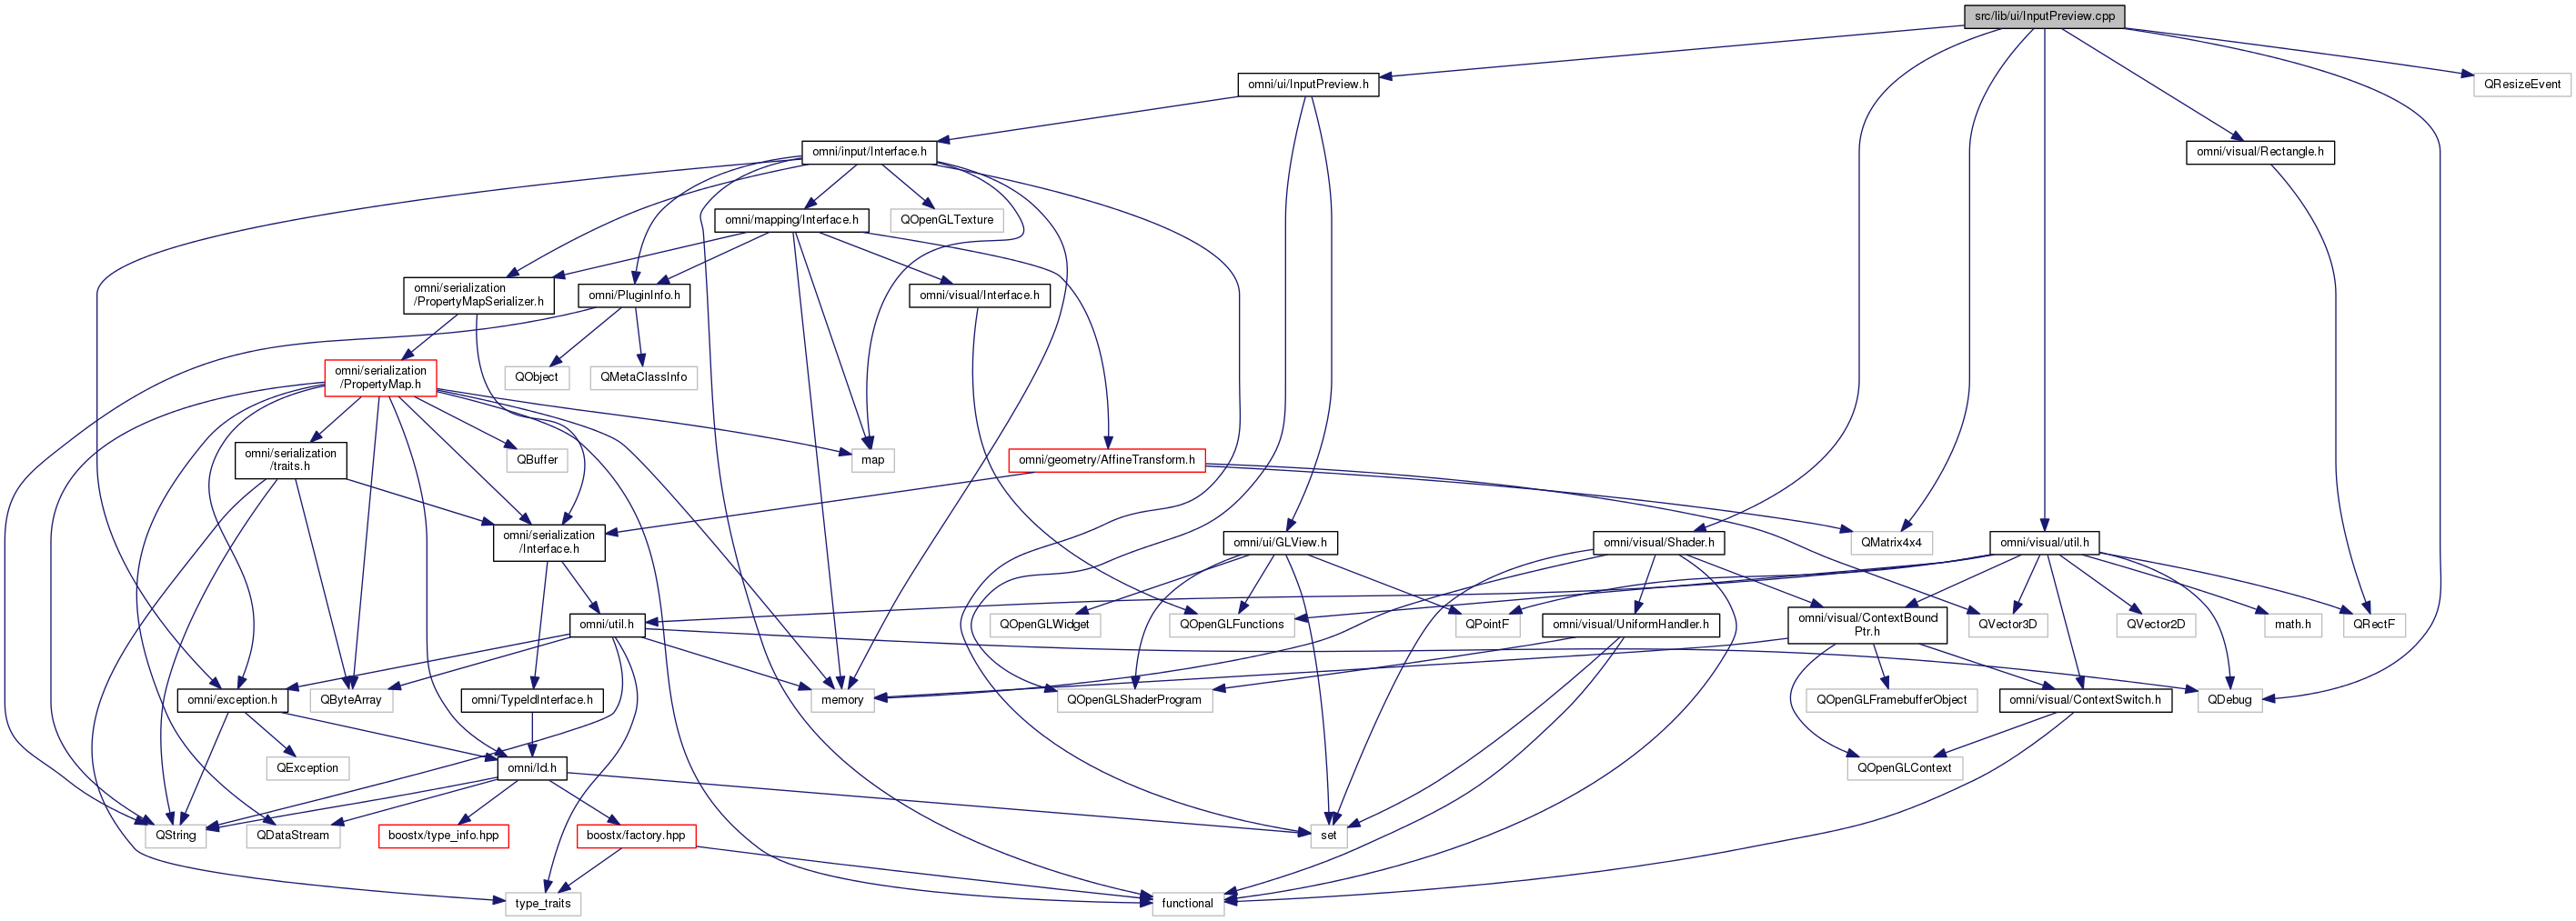 src/lib/ui/InputPreview.cpp
omni/ui/InputPreview.h
QResizeEvent
omni/input/Interface.h
omni/visual/Rectangle.h
omni/mapping/Interface.h
QOpenGLTexture
omni/serialization
/PropertyMapSerializer.h
omni/PluginInfo.h
omni/visual/Interface.h
omni/serialization
/PropertyMap.h
QObject
QMetaClassInfo
omni/serialization
/traits.h
QBuffer
map
omni/geometry/AffineTransform.h
omni/serialization
/Interface.h
omni/ui/GLView.h
omni/visual/Shader.h
QMatrix4x4
omni/visual/util.h
omni/util.h
QOpenGLWidget
QOpenGLFunctions
QPointF
omni/visual/UniformHandler.h
omni/visual/ContextBound
Ptr.h
QVector3D
QVector2D
math.h
QRectF
omni/exception.h
QByteArray
omni/TypeIdInterface.h
memory
QOpenGLShaderProgram
QOpenGLFramebufferObject
omni/visual/ContextSwitch.h
QDebug
QException
omni/Id.h
QOpenGLContext
QString
QDataStream
boostx/type_info.hpp
boostx/factory.hpp
set
type_traits
functional